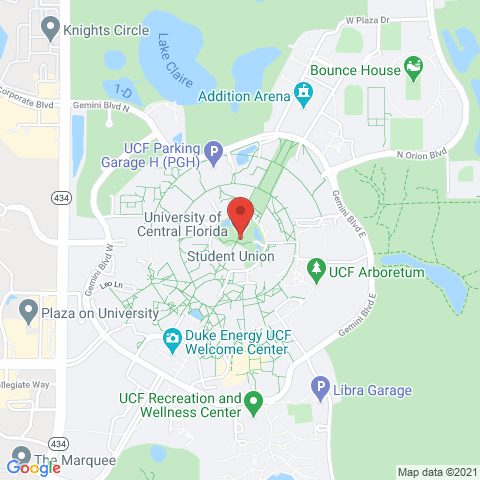 W Plaza Dr
Knights Circle
Lake
Claire
Bounce House
1-D
Corporate Blvd
Gemini Blvd N
Addition Arena
UCF Parking
Garage H (PGH)
N Orion Blvd
434
Gemini Blvd E
University of
Central Florida
Student Union
Gemini Blvd W
UCF Arboretum
Leo Ln
Plaza on University
Gemini Blvd E
Duke Energy UCF
Welcome Center
ollegiate Way
Libra Garage
UCF Recreation and
Wellness Center
434
The Marquee
Google
Map data ©2021